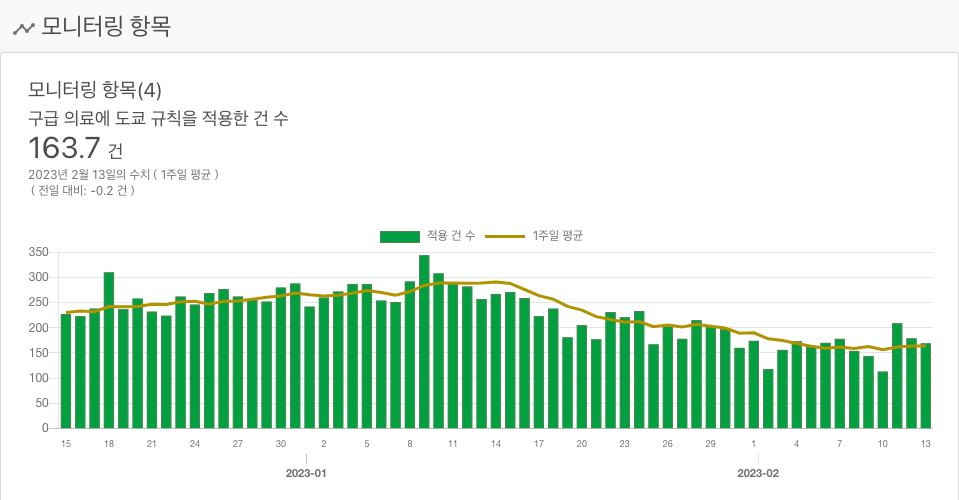 모니터링 항목
모니터링 항목(4)
구급 의료에 도쿄 규칙을 적용한 건 수
163.7 건
2023년 2월 13일의 수치 ( 1주일 평균 )
( 전일 대비: -0.2 건 )
적용 건 수 1주일 평균
350
300
250
200
150
100
50
0
15 18 21 24 27 30 2 5 8 11 14 17 20 23 26 29 1 4 7 10 13
2023-01 2023-02